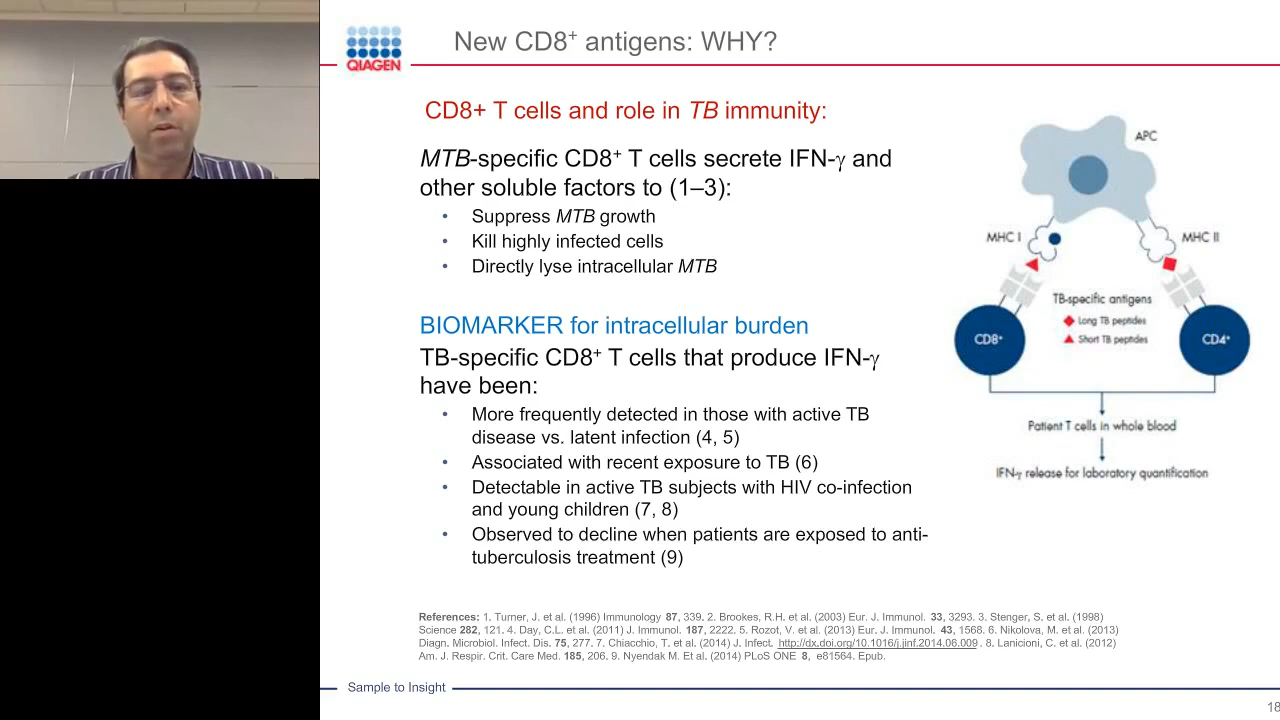 QIAGEN
New CD8+ antigens: WHY?
CD8+ T cells and role in TB immunity:
MTB-specific CD8+ T cells secrete IFN-γ and
other soluble factors to (1–3):
• Suppress MTB growth
• Kill highly infected cells
• Directly lyse intracellular MTB
BIOMARKER for intracellular burden
TB-specific CD8+ T cells that produce IFN-γ
have been:
• More frequently detected in those with active TB
disease vs. latent infection (4, 5)
• Associated with recent exposure to TB (6)
• Detectable in active TB subjects with HIV co-infection
and young children (7, 8)
• Observed to decline when patients are exposed to anti-
tuberculosis treatment (9)
APC
MHC I
MHC II
TB-specific antigens
Long TB peptides
Short TB peptides
CD8+
CD4+
Patient T cells in whole blood
IFN-γ release for laboratory quantification
References: 1. Turner, J. et al. (1996) Immunology 87, 339. 2. Brookes, R.H. et al. (2003) Eur. J. Immunol. 33, 3293. 3. Stenger, S. et al. (1998)
Science 282, 121. 4. Day, C.L. et al. (2011) J. Immunol. 187, 2222. 5. Rozot, V. et al. (2013) Eur. J. Immunol. 43, 1568. 6. Nikolova, M. et al. (2013)
Diagn. Microbiol. Infect. Dis. 75, 277. 7. Chiacchio, T. et al. (2014) J. Infect. http://dx.doi.org/10.1016/j.jinf.2014.06.009 . 8. Lanicioni, C. et al. (2012)
Am. J. Respir. Crit. Care Med. 185, 206. 9. Nyendak M. Et al. (2014) PLoS ONE 8, e81564. Epub.
Sample to Insight
18